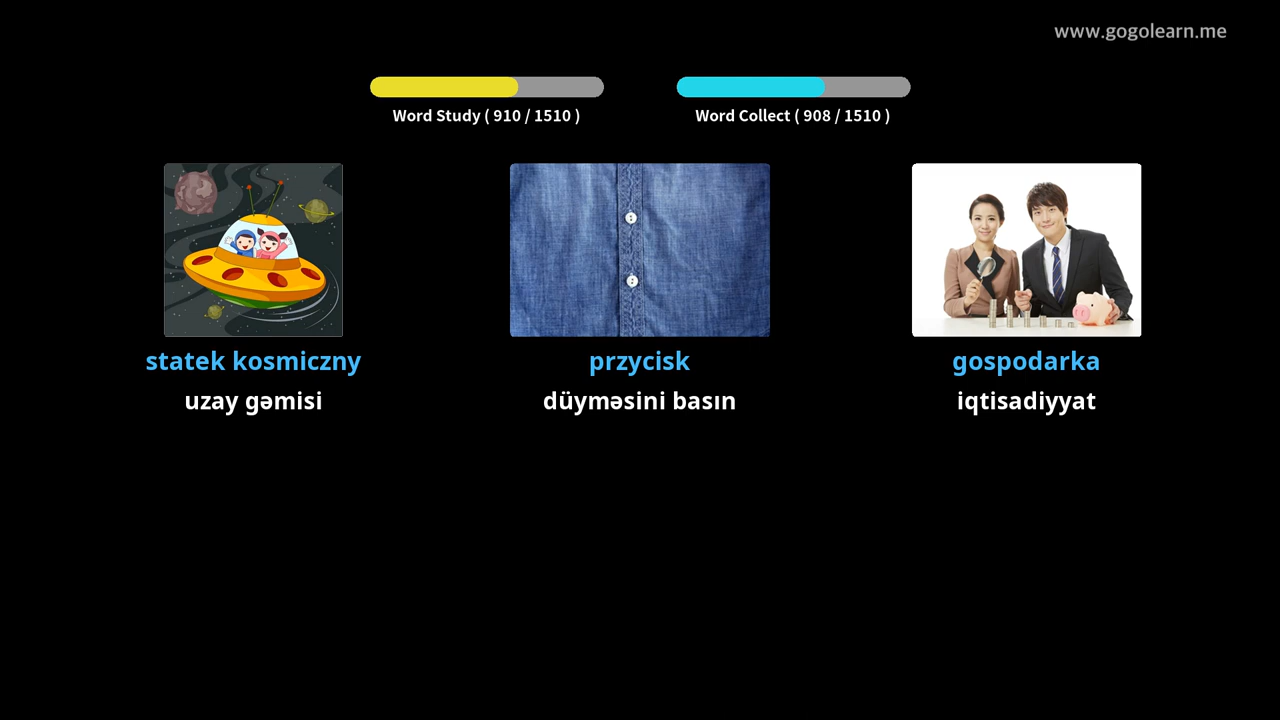 www.gogolearn.me
Word Study ( 910 / 1510 )
Word Collect ( 908 / 1510 )
statek kosmiczny
uzay gəmisi
przycisk
düyməsini basın
gospodarka
iqtisadiyyat